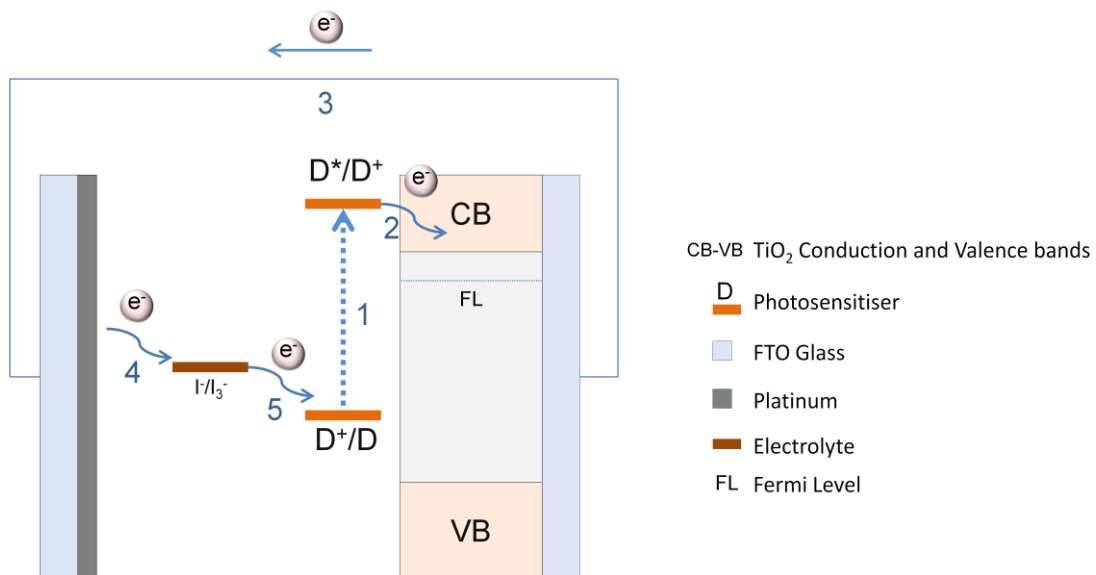 e⁻
3
D*/D⁺
e⁻
2
CB
FL
1
e⁻
4
I⁻/I₃⁻
e⁻
5
D⁺/D
VB
CB-VB TiO₂ Conduction and Valence bands
D Photosensitiser
FTO Glass
Platinum
Electrolyte
FL Fermi Level